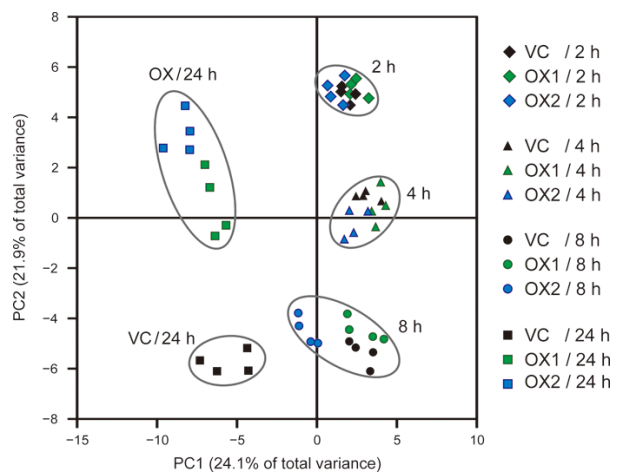 8
6
4
2
0
−2
−4
−6
−8
−15
−10
−5
0
5
10
PC2 (21.9% of total variance)
PC1 (24.1% of total variance)
OX / 24 h
2 h
4 h
8 h
VC / 24 h
VC / 2 h
OX1 / 2 h
OX2 / 2 h
VC / 4 h
OX1 / 4 h
OX2 / 4 h
VC / 8 h
OX1 / 8 h
OX2 / 8 h
VC / 24 h
OX1 / 24 h
OX2 / 24 h